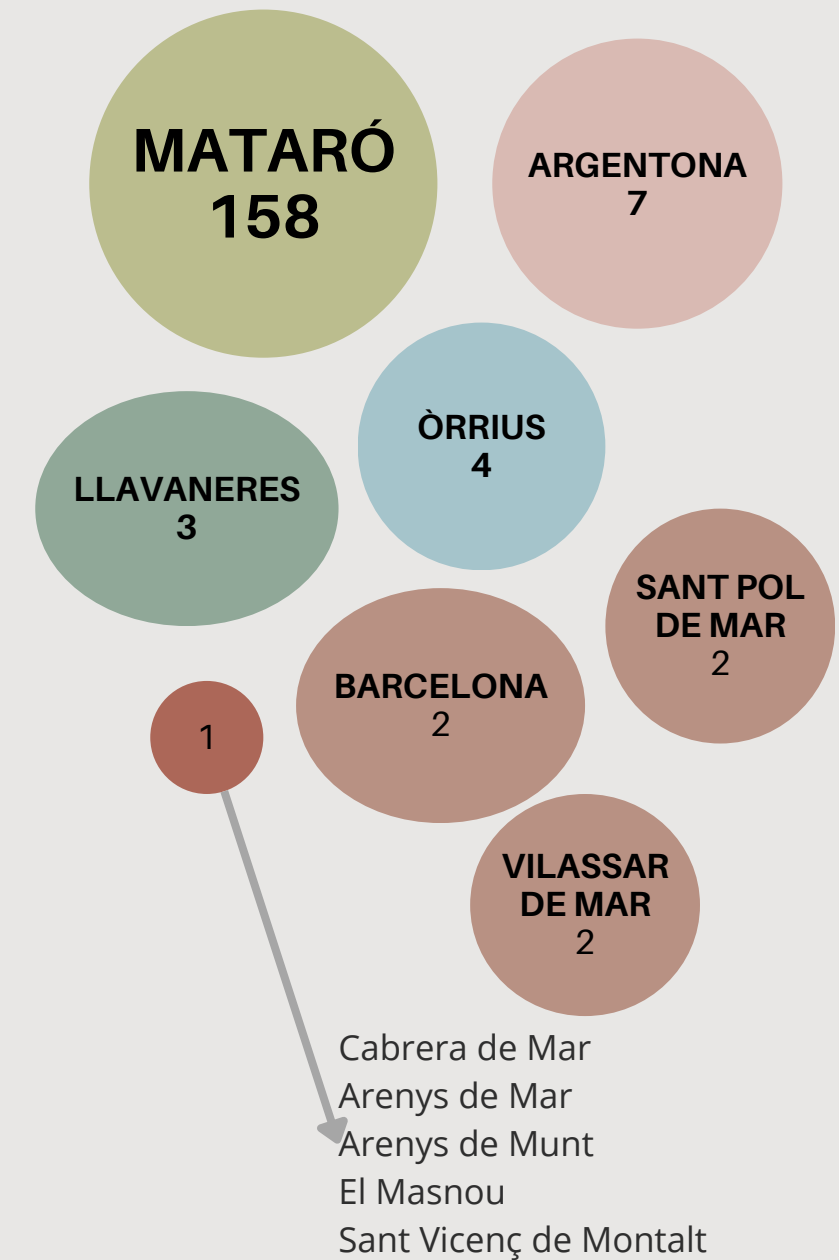 MATARÓ
158
ARGENTONA
7
ÒRRIUS
4
LLAVANERES
3
SANT POL
DE MAR
2
BARCELONA
2
1
VILASSAR
DE MAR
2
Cabrera de Mar
Arenys de Mar
Arenys de Munt
El Masnou
Sant Vicenç de Montalt